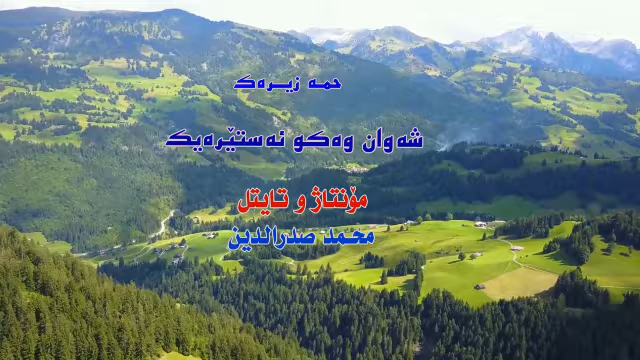 حمە زیرەک
شەوان وەکو ئەستێرەیک
مۆنتاژ و تایتل
محمد صدرالدین